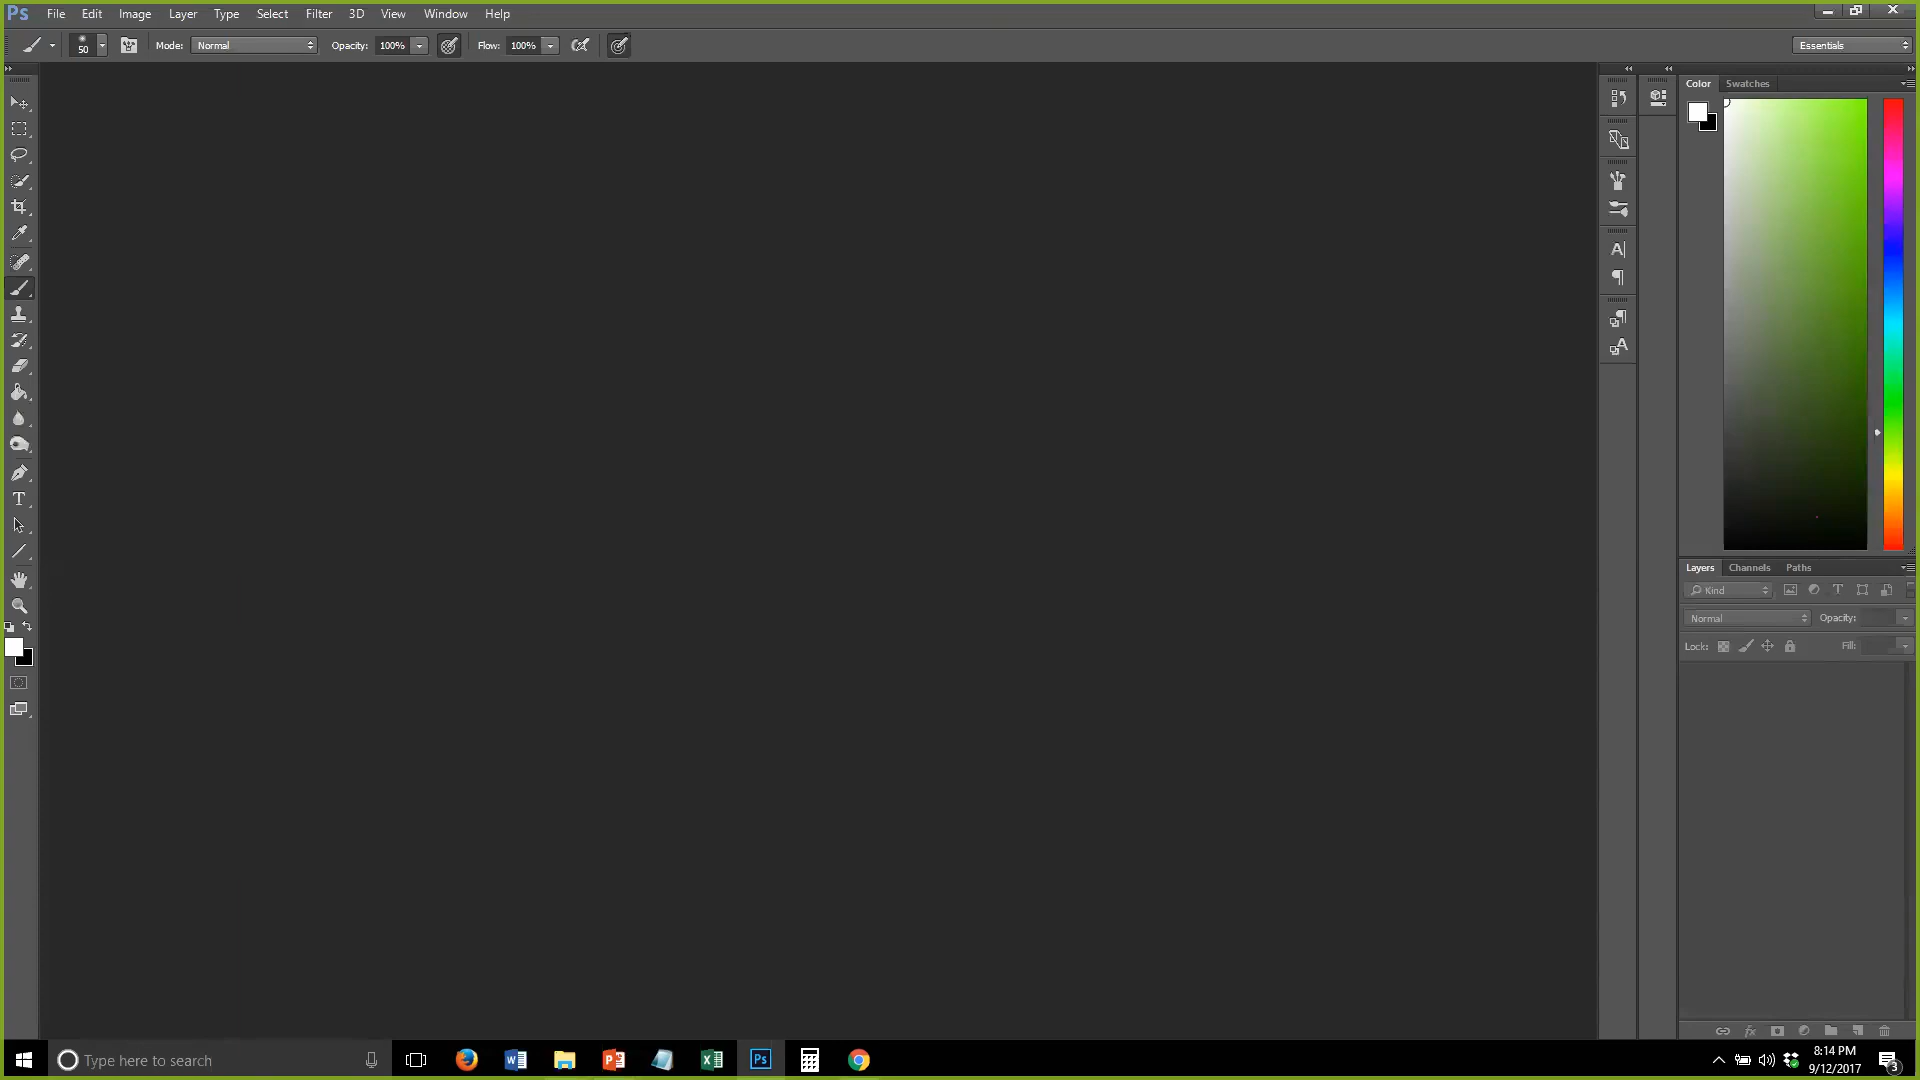 Ps File Edit Image Layer Type Select Filter 3D View Window Help
50 Mode: Normal Opacity: 100% Flow: 100% Essentials
Color Swatches
Layers Channels Paths
Kind
Normal Opacity:
Lock: Fill:
Type here to search
8:14 PM
9/12/2017
3